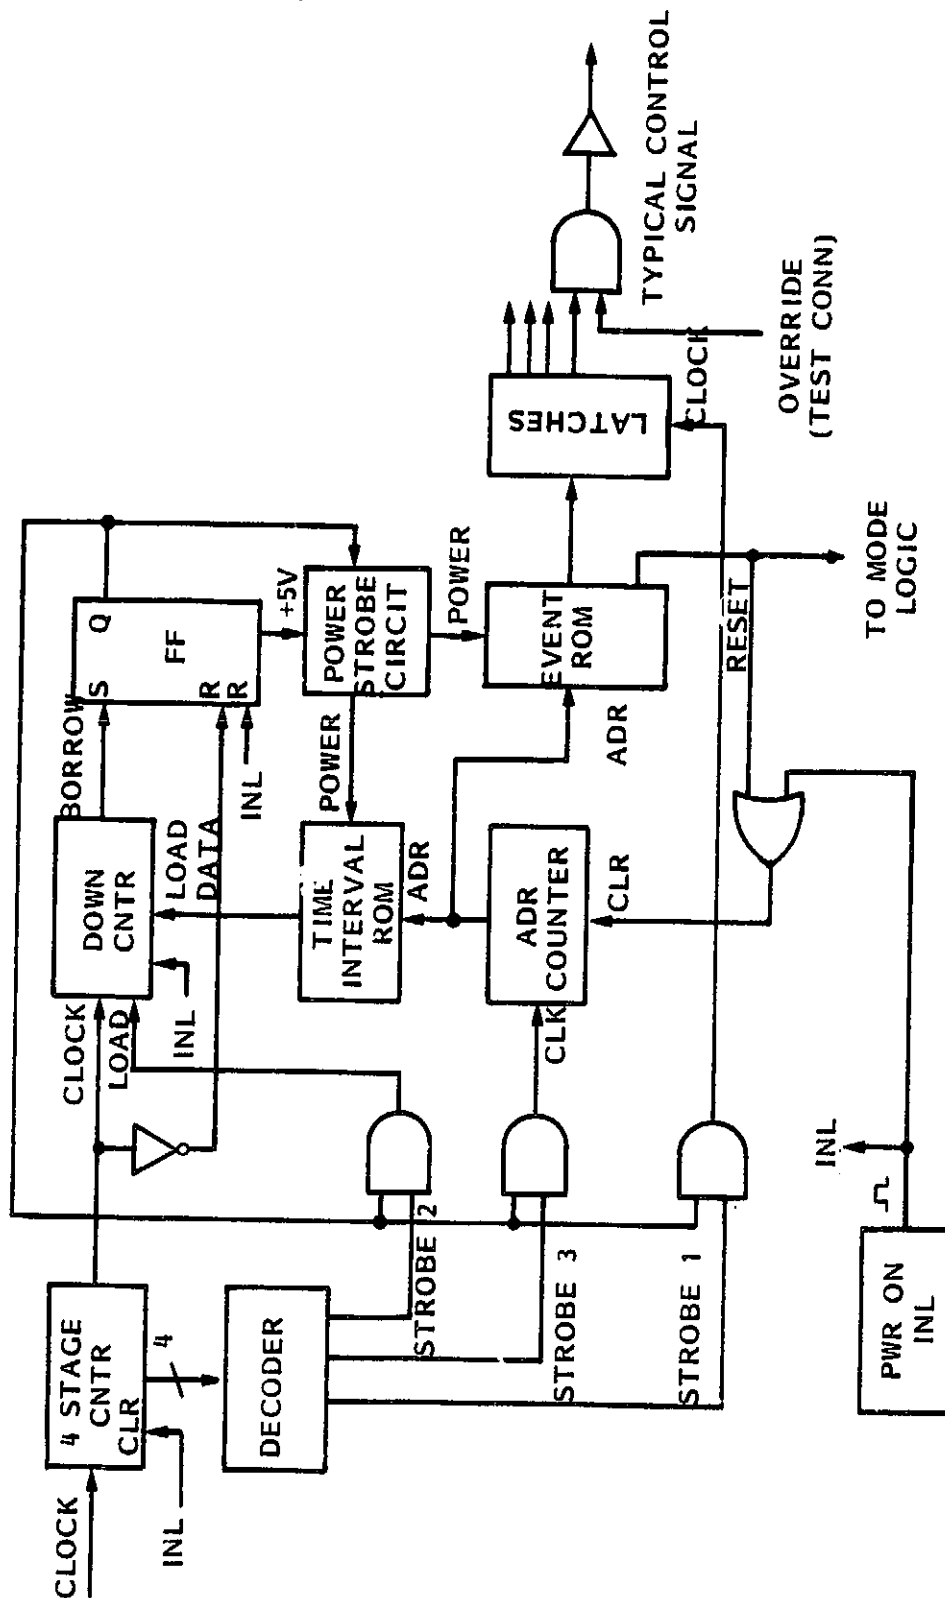 CLOCK
4 STAGE
CNTR
CLR
INL
4
DECODER
STROBE 2
STROBE 3
STROBE 1
CLOCK
LOAD
INL
DOWN
CNTR
BORROW
LOAD
DATA
INL
S
Q
FF
R
R
+5V
POWER
STROBE
CIRCIT
POWER
POWER
TIME
INTERVAL
ROM
ADR
ADR
COUNTER
CLK
CLR
ADR
EVENT
ROM
LATCHES
CLOCK
RESET
TO MODE
LOGIC
OVERRIDE
(TEST CONN)
TYPICAL CONTROL
SIGNAL
PWR ON
INL
INL